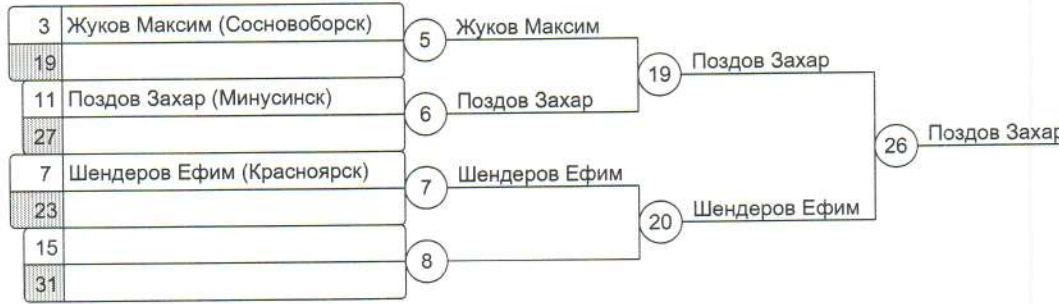 3 Жуков Максим (Сосновоборск)
19
5 Жуков Максим
11 Поздов Захар (Минусинск)
27
6 Поздов Захар
19 Поздов Захар
7 Шендеров Ефим (Красноярск)
23
7 Шендеров Ефим
15
31
8
20 Шендеров Ефим
26 Поздов Захар